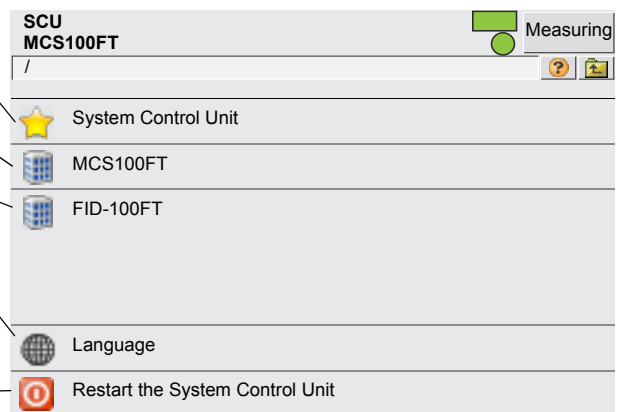 SCU
MCS100FT
Measuring
/
?
System Control Unit
MCS100FT
FID-100FT
Language
Restart the System Control Unit